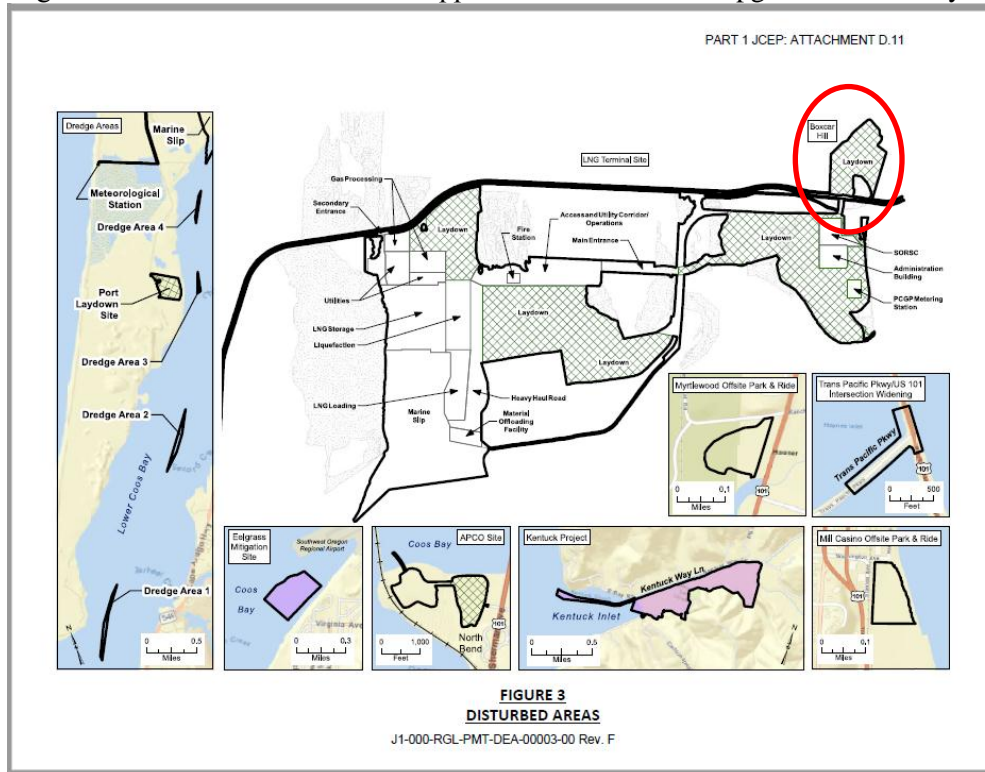 PART 1 JCEP: ATTACHMENT D.11
Dredge Areas
Marine
Slip
Meteorological
Station
Dredge Area 4
Port
Laydown
Site
Dredge Area 3
Dredge Area 2
Lower Coos Bay
Dredge Area 1
0
0.5
Miles
N
Boxcar
Hill
Laydown
LNG Terminal Site
Gas Processing
Secondary
Entrance
Laydown
Fire
Station
Access and Utility Corridor/
Operations
Main Entrance
Laydown
SORSC
Administration
Building
PCGP Metering
Station
Utilities
LNG Storage
Liquefaction
Laydown
Laydown
LNG Loading
Marine
Slip
Heavy Haul Road
Material
Offloading
Facility
Myrtlewood Offsite Park & Ride
Hauser
101
0
0.1
Miles
Trans Pacific Pkwy/US 101
Intersection Widening
Haynes Inlet
Trans Pacific Pkwy
101
0
500
Feet
Eelgrass
Mitigation
Site
Southwest Oregon
Regional Airport
Coos
Bay
Virginia Ave
0
0.3
Miles
APCO Site
Coos Bay
North
Bend
101
Sherman Ave
0
1,000
Feet
Kentuck Project
Kentuck Way Ln
Kentuck Inlet
0
0.5
Miles
N
Mill Casino Offsite Park & Ride
0
0.1
Miles
FIGURE 3
DISTURBED AREAS
J1-000-RGL-PMT-DEA-00003-00 Rev. F